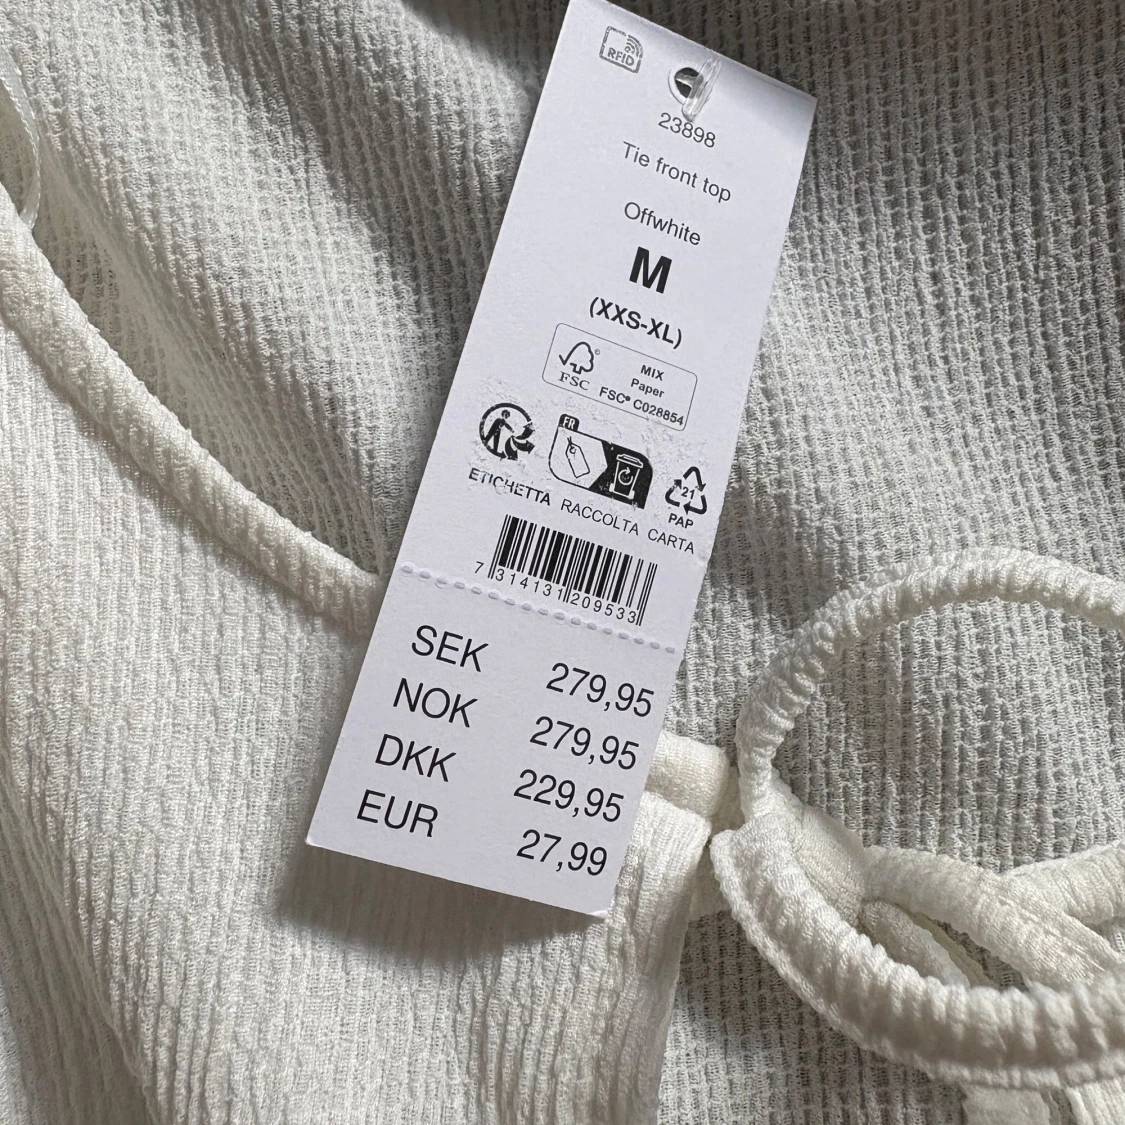 RFID
23898
Tie front top
Offwhite
M
(XXS-XL)
FSC
MIX
Paper
FSC® C028854
FR
21
PAP
ETICHETTA RACCOLTA CARTA
7 314131 209533
SEK 279,95
NOK 279,95
DKK 229,95
EUR 27,99